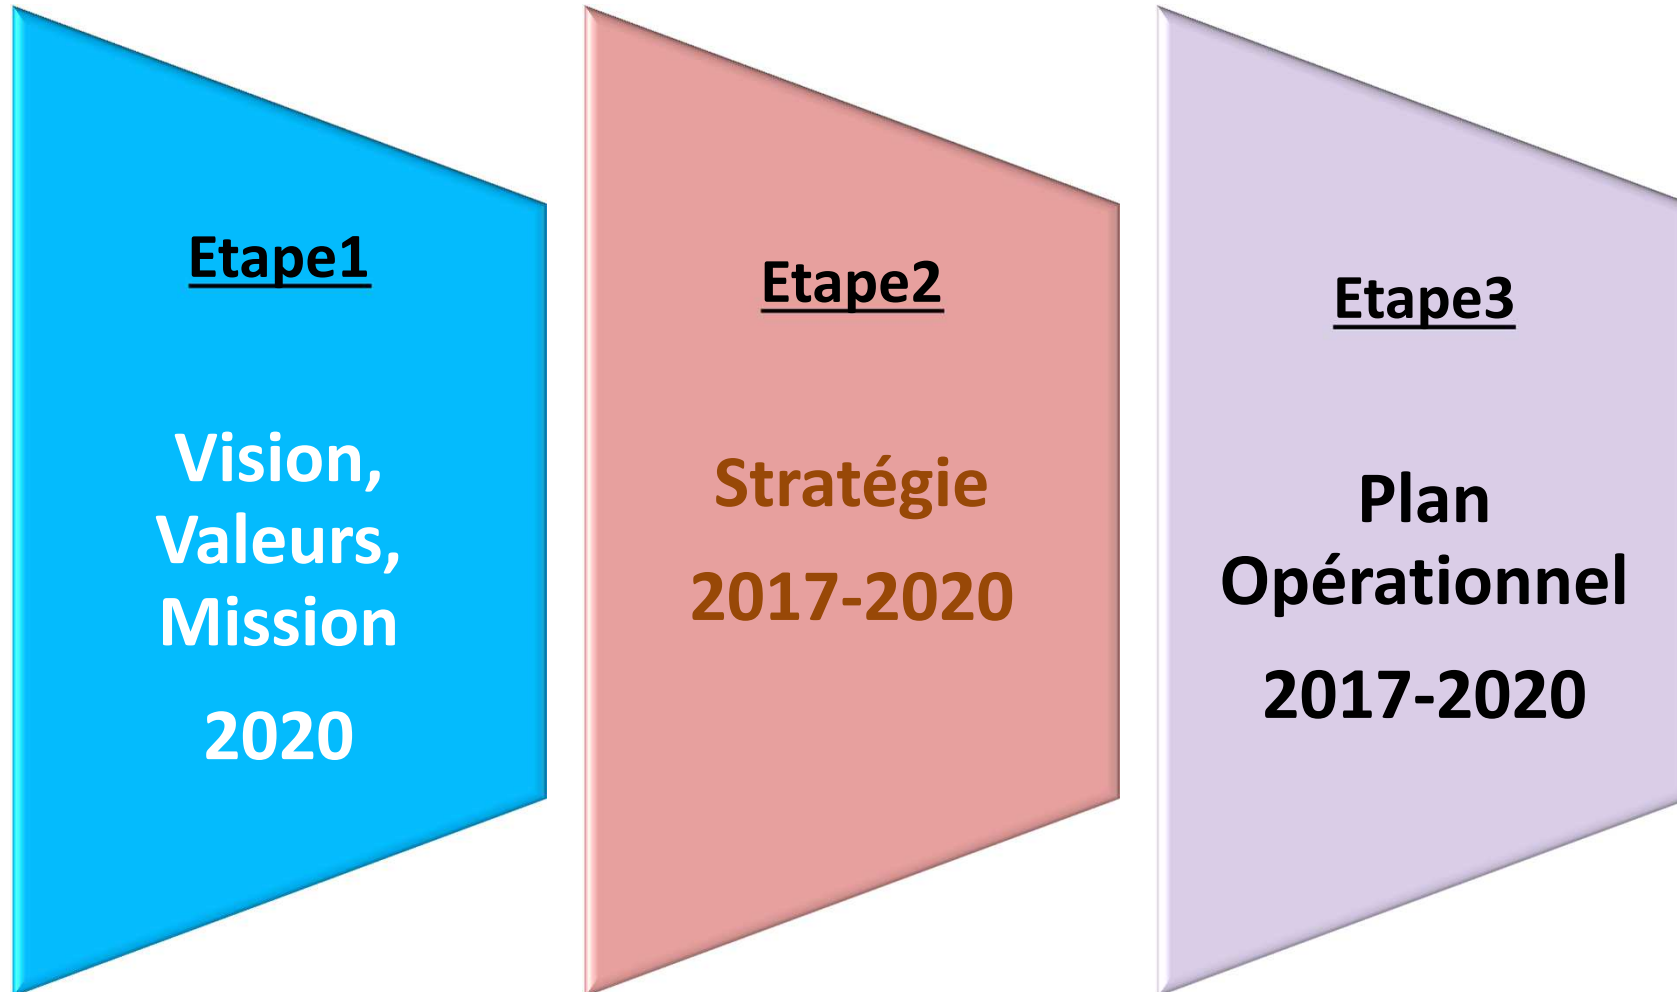 Etape1
Vision,
Valeurs,
Mission
2020
Etape2
Stratégie
2017-2020
Etape3
Plan
Opérationnel
2017-2020